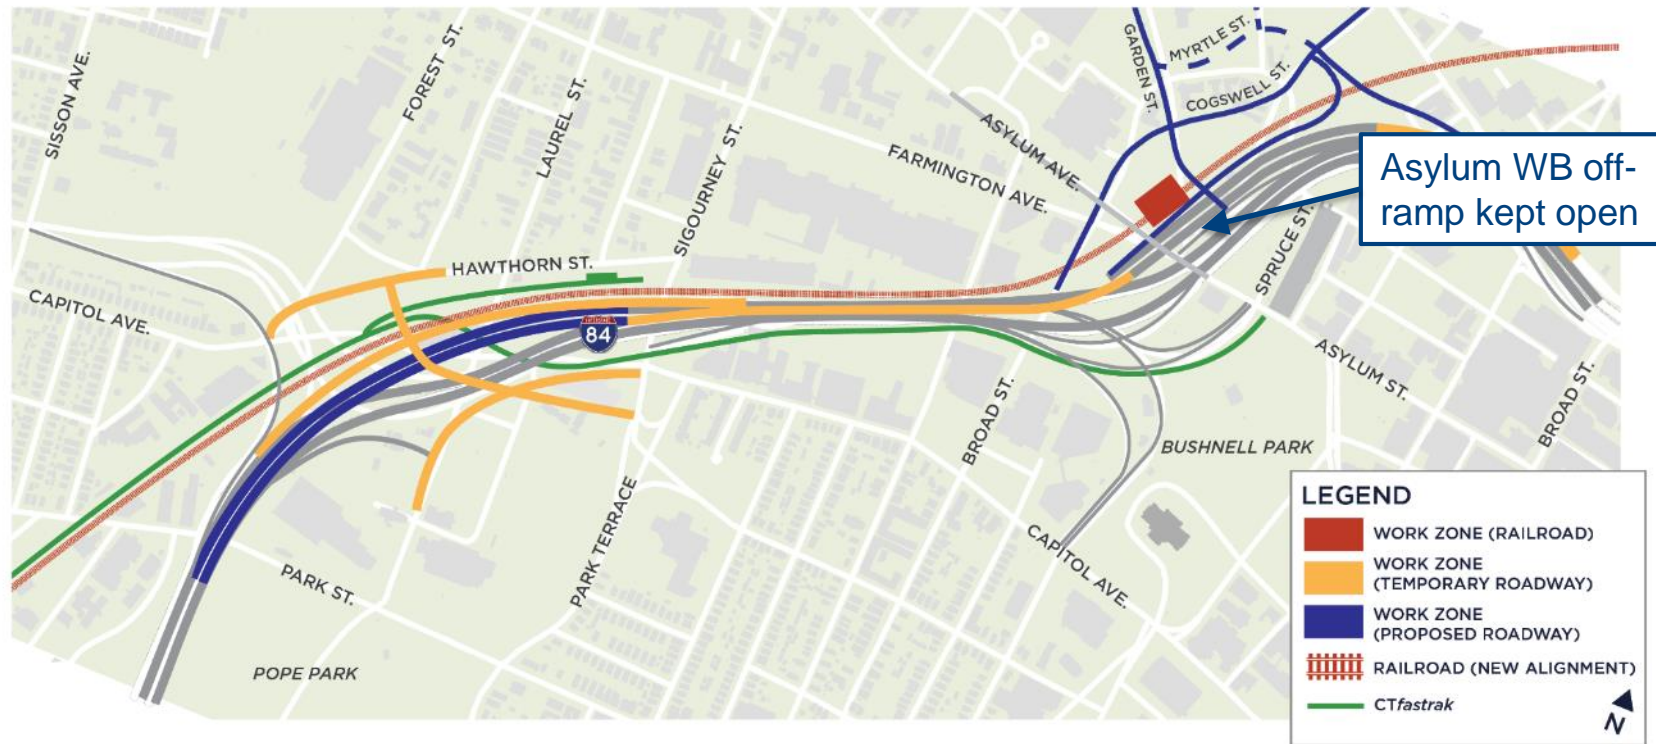 SISSON AVE.
FOREST ST.
LAUREL ST.
SIGOURNEY ST.
FARMINGTON AVE.
ASYLUM AVE.
GARDEN ST.
MYRTLE ST.
COGSWELL ST.
Asylum WB off-
ramp kept open
HAWTHORN ST.
CAPITOL AVE.
84
SPRUCE ST.
ASYLUM ST.
BROAD ST.
BROAD ST.
BUSHNELL PARK
PARK ST.
PARK TERRACE
CAPITOL AVE.
POPE PARK
LEGEND
WORK ZONE (RAILROAD)
WORK ZONE
(TEMPORARY ROADWAY)
WORK ZONE
(PROPOSED ROADWAY)
RAILROAD (NEW ALIGNMENT)
CTfastrak
N